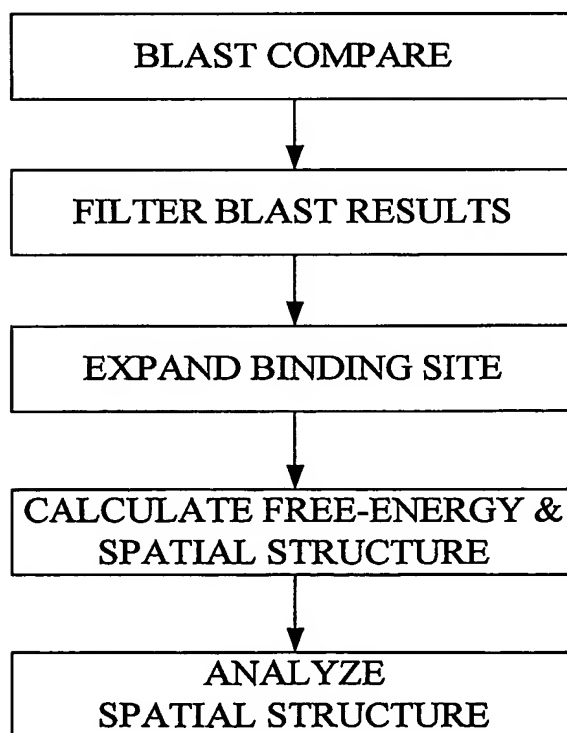 BLAST COMPARE
FILTER BLAST RESULTS
EXPAND BINDING SITE
CALCULATE FREE-ENERGY &
SPATIAL STRUCTURE
ANALYZE
SPATIAL STRUCTURE